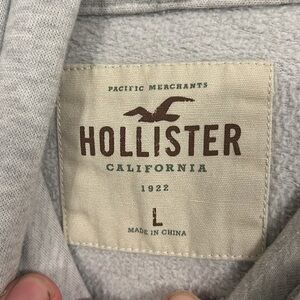 PACIFIC MERCHANTS
HOLLISTER
CALIFORNIA
1922
L
MADE IN CHINA